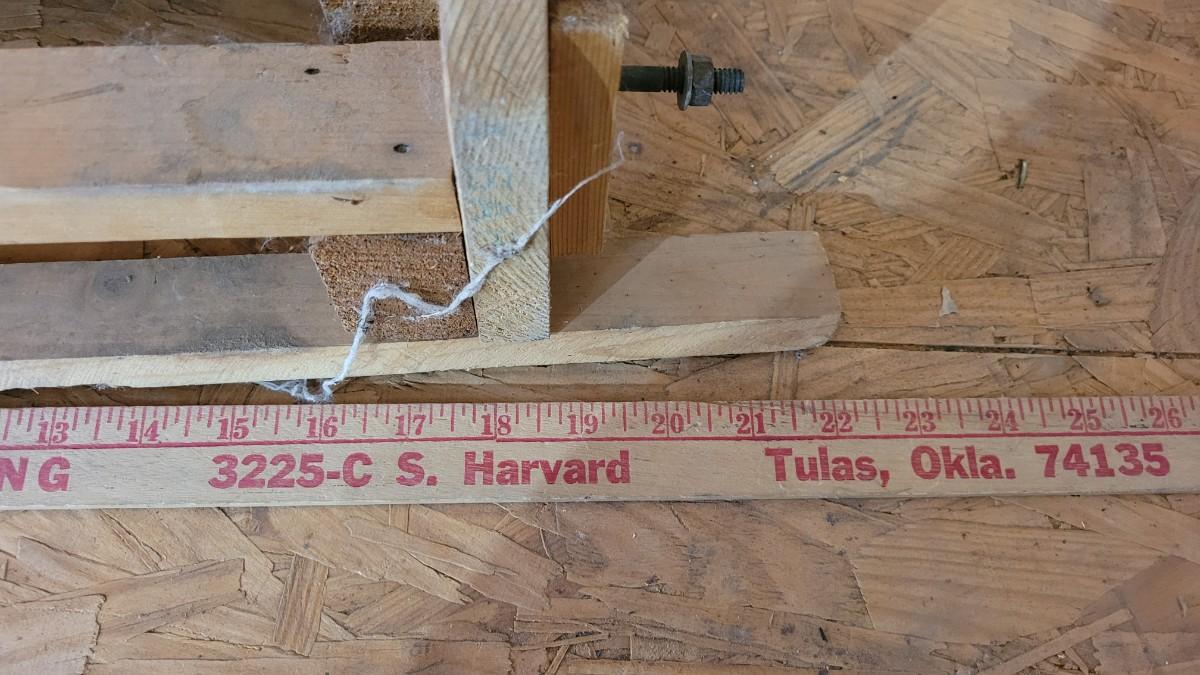 13 14 15 16 17 18 19 20 21 22 23 24 25 26
NG 3225-C S. Harvard Tulas, Okla. 74135